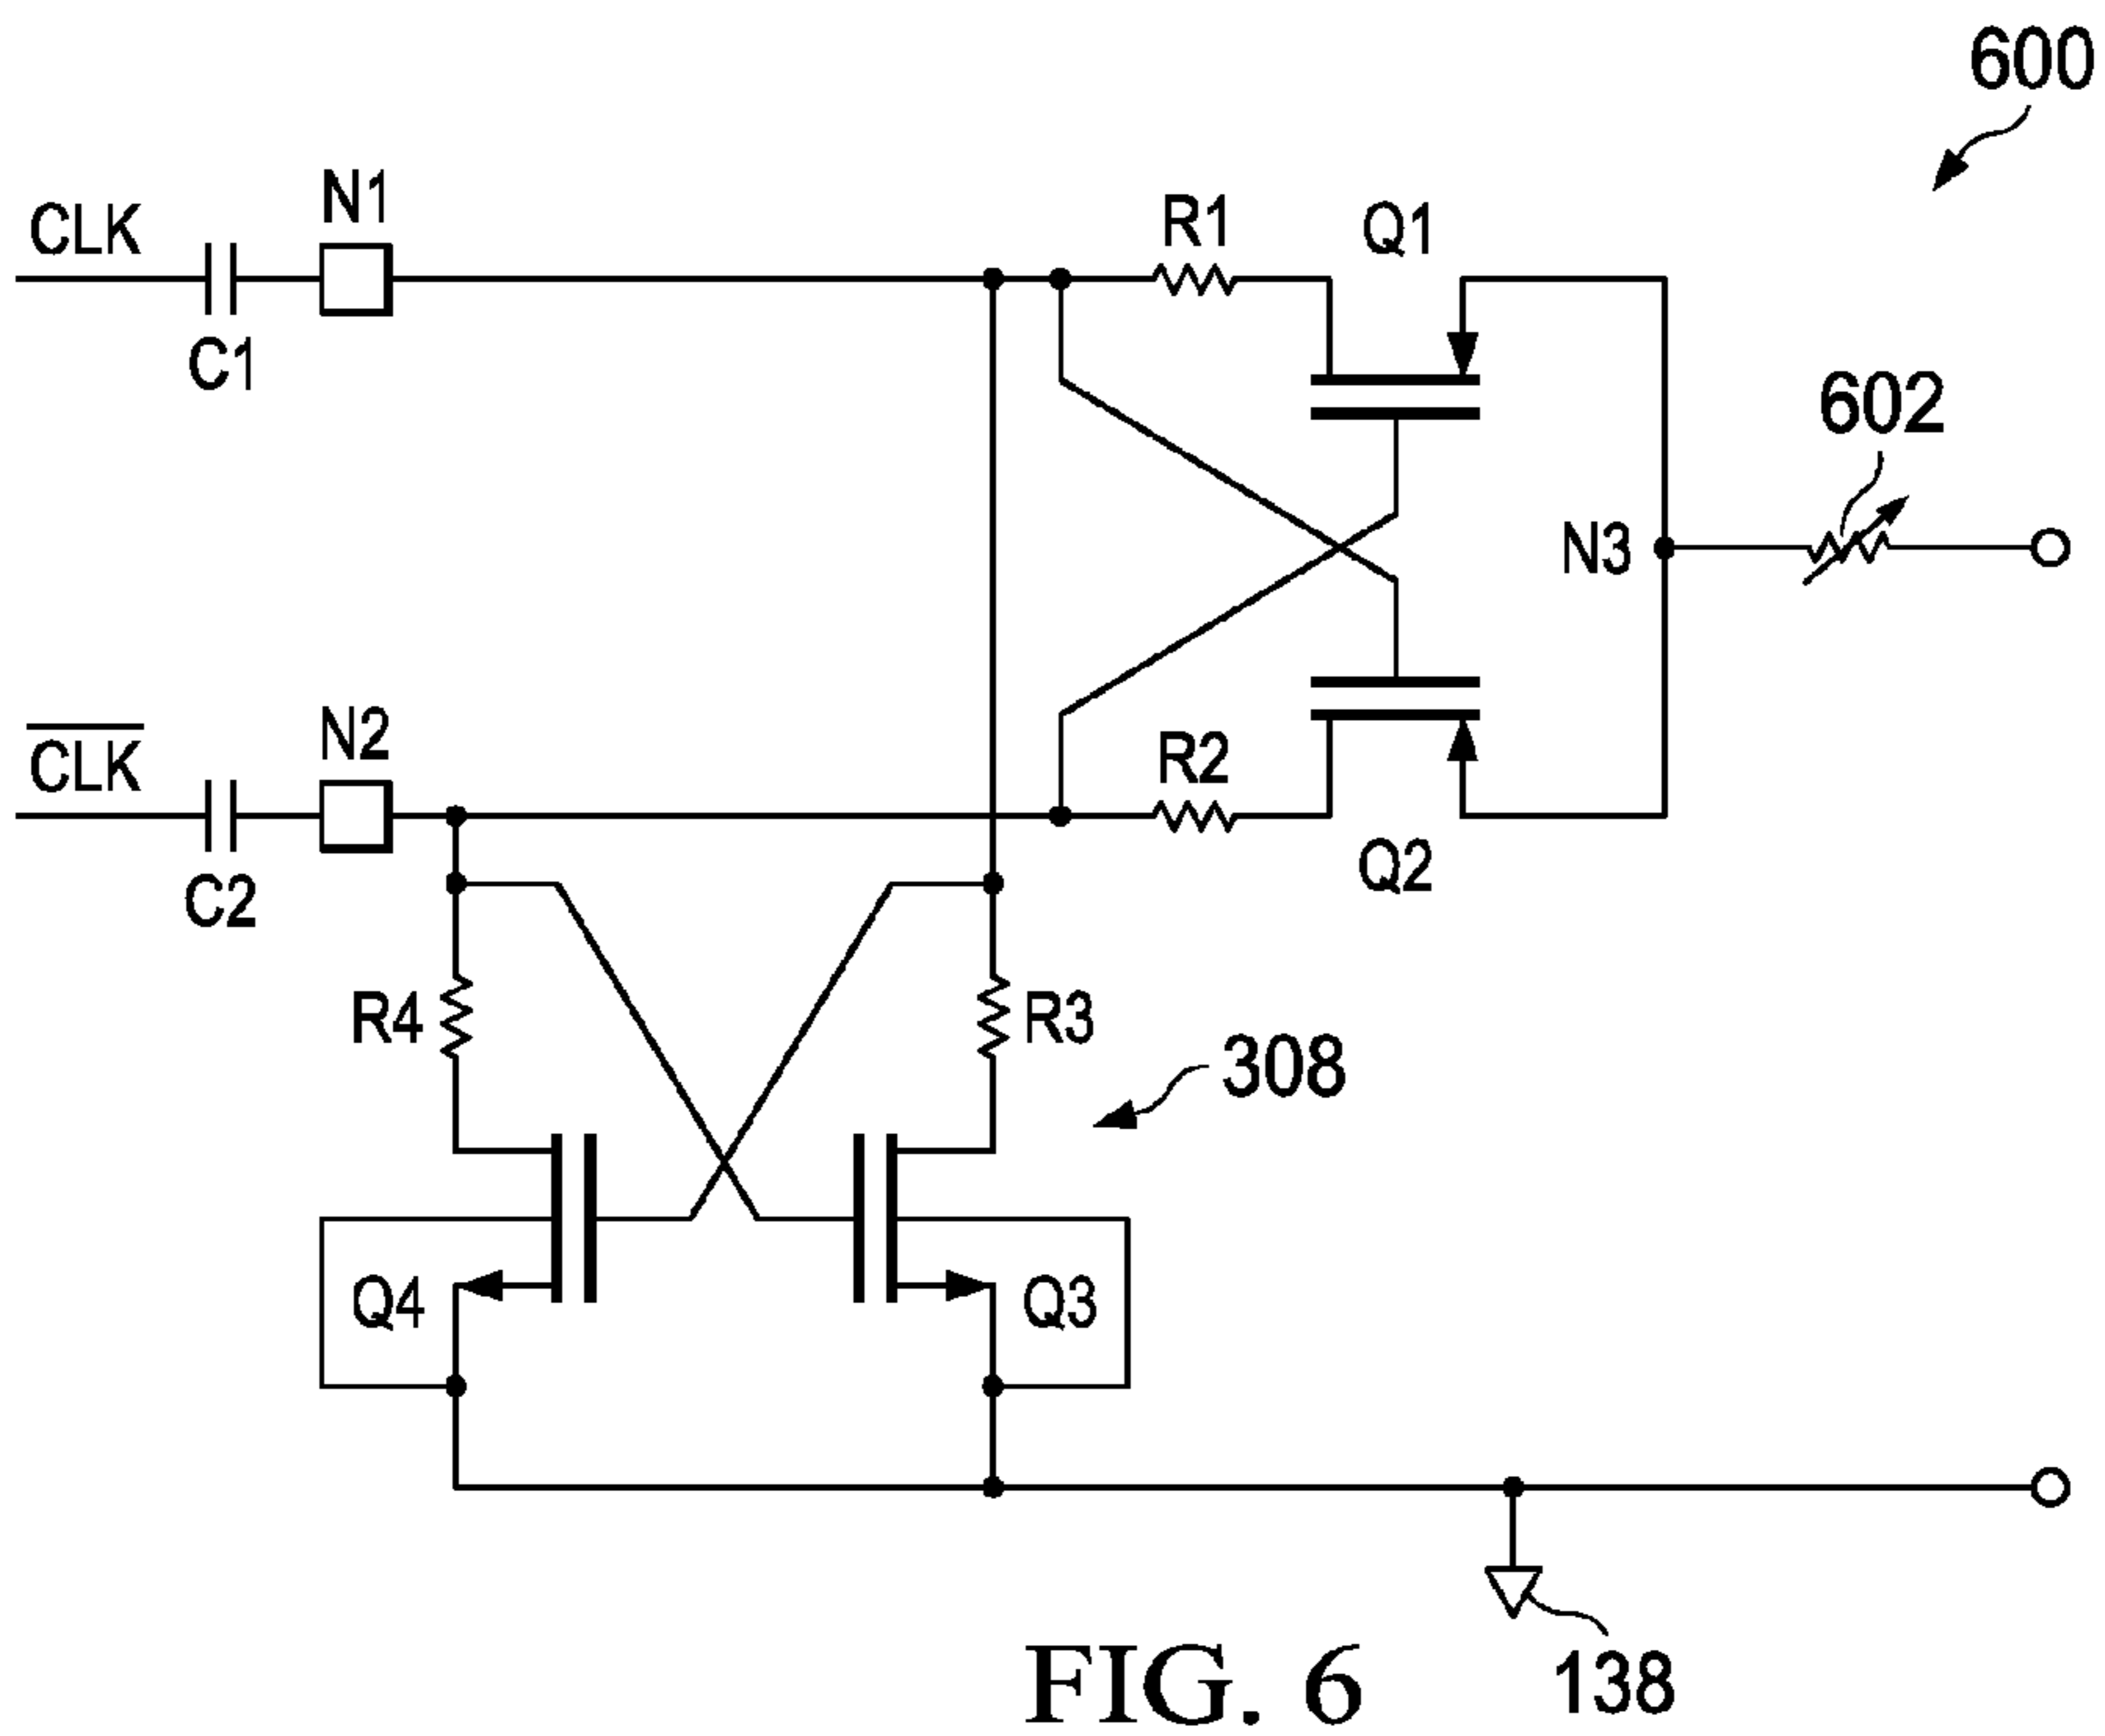 600
CLK
N1
R1
Q1
C1
602
N3
C̅L̅K̅
N2
R2
C2
Q2
R4
R3
308
Q4
Q3
138
FIG. 6